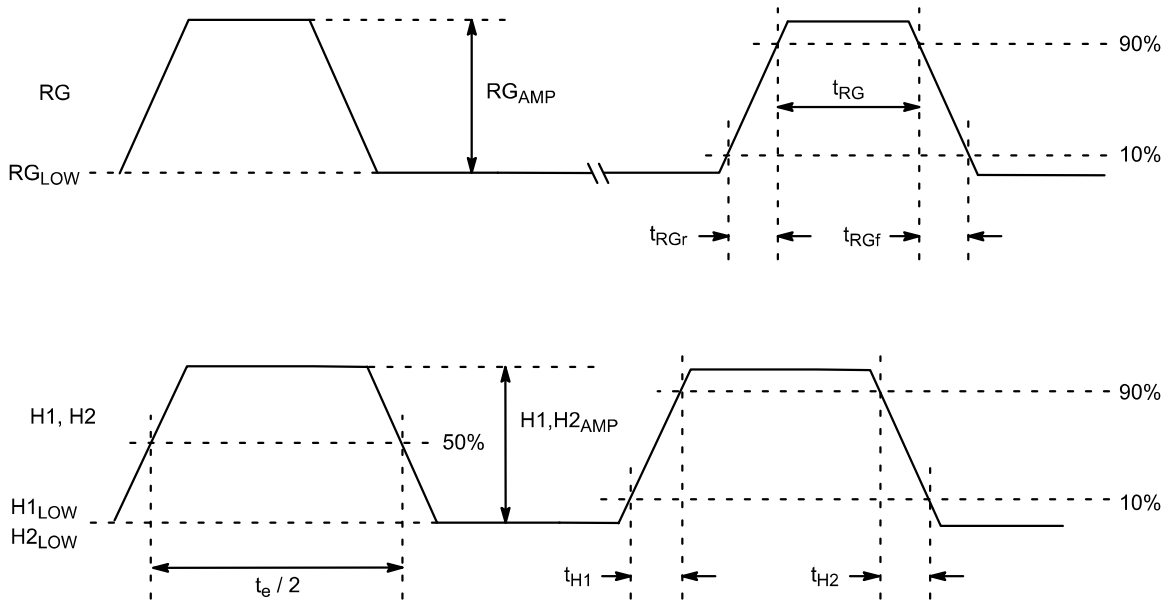 RG
RGAMP
RGLOW
90%
tRG
10%
tRGr
tRGf
H1, H2
50%
H1,H2AMP
H1LOW
H2LOW
te / 2
90%
10%
tH1
tH2